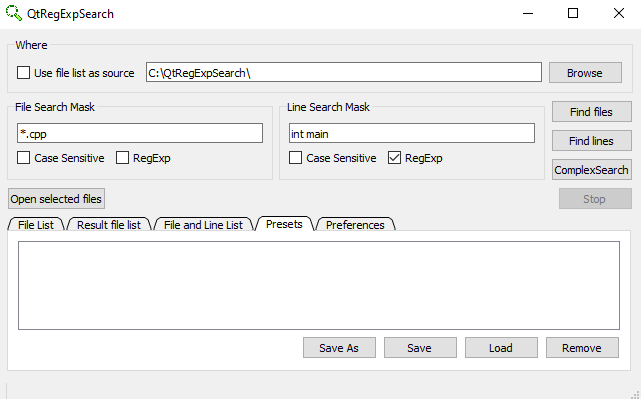 QtRegExpSearch
Where
Use file list as source C:\QtRegExpSearch\ Browse
File Search Mask Line Search Mask Find files
*.cpp int main
Find lines
Case Sensitive RegExp Case Sensitive RegExp
ComplexSearch
Open selected files Stop
File List Result file list File and Line List Presets Preferences
Save As Save Load Remove